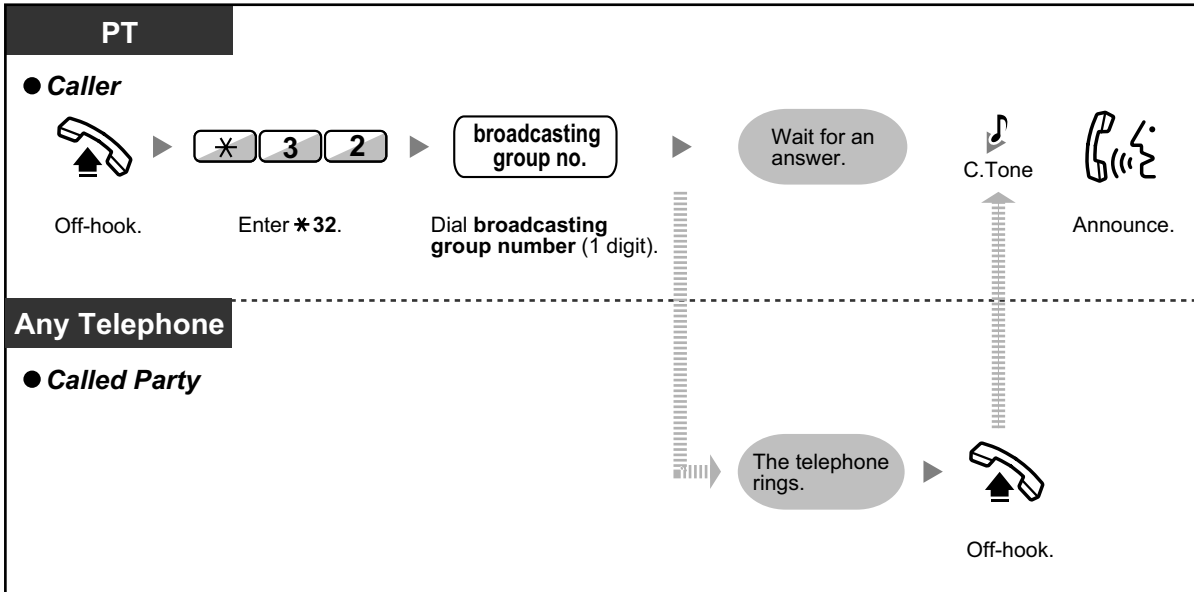 PT
● Caller
✳ 3 2
broadcasting
group no.
Wait for an
answer.
C.Tone
Off-hook.
Enter ✳32.
Dial broadcasting
group number (1 digit).
Announce.
Any Telephone
● Called Party
The telephone
rings.
Off-hook.